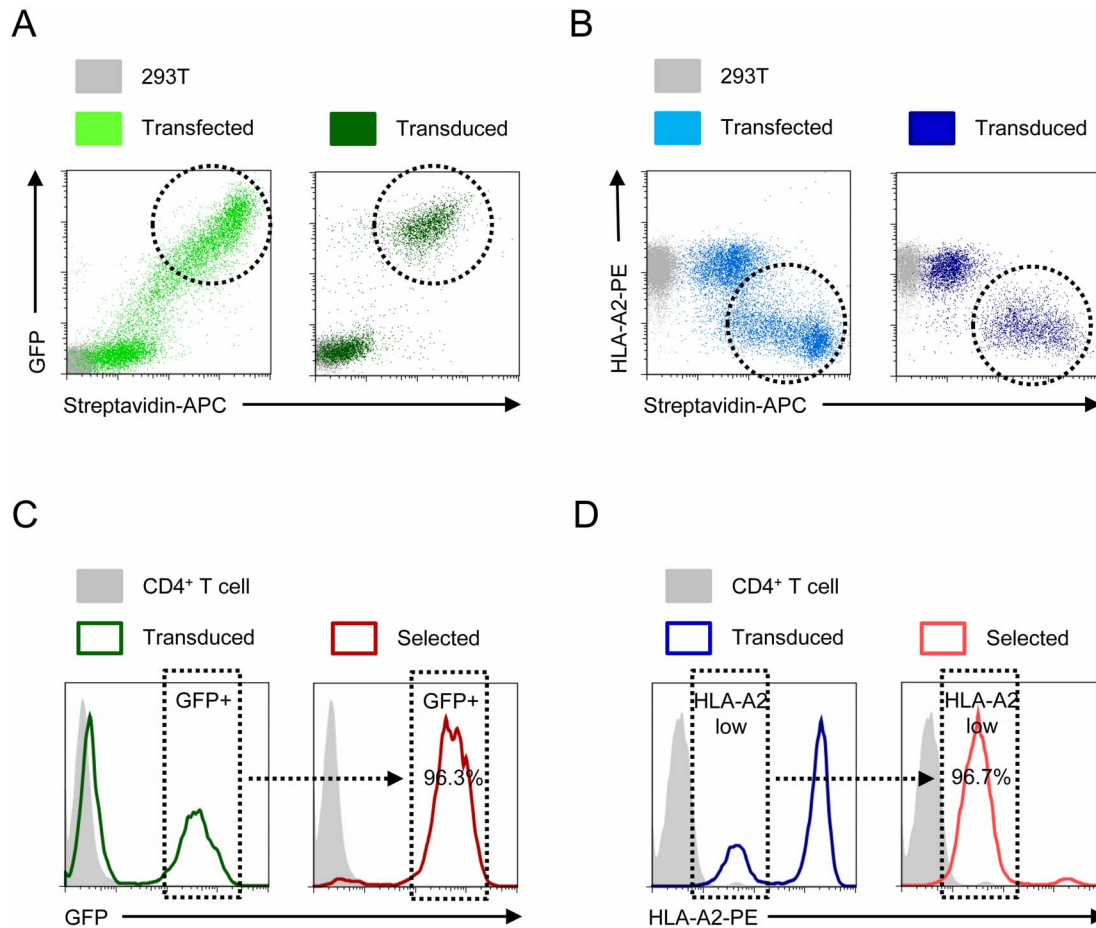 A
293T
Transfected
Transduced
GFP
Streptavidin-APC
B
293T
Transfected
Transduced
HLA-A2-PE
Streptavidin-APC
C
CD4⁺ T cell
Transduced
Selected
GFP+
GFP+
96.3%
GFP
D
CD4⁺ T cell
Transduced
Selected
HLA-A2
low
HLA-A2
low
96.7%
HLA-A2-PE